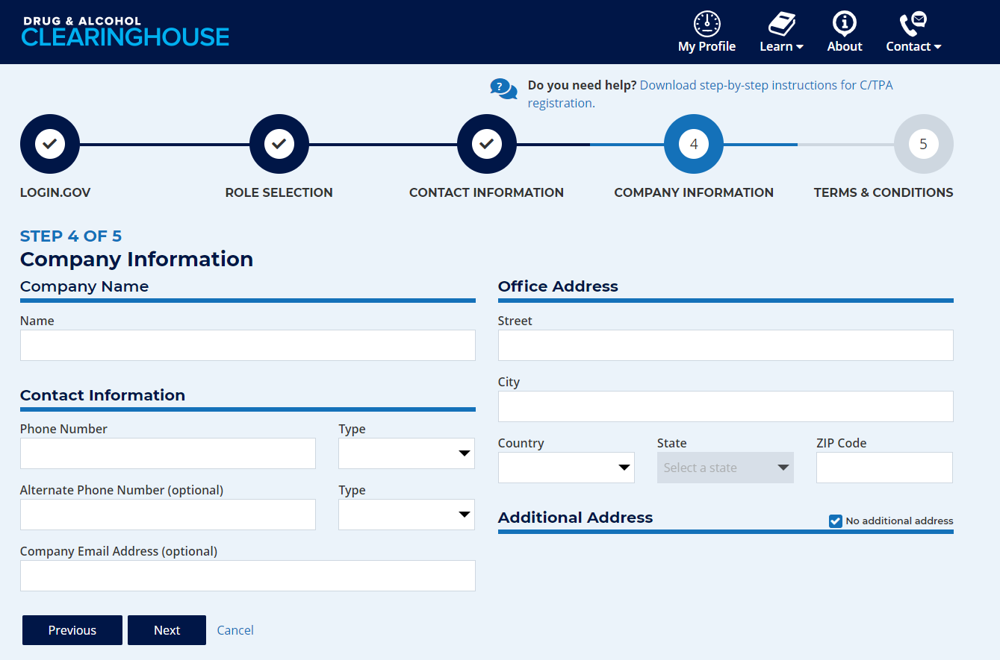 DRUG & ALCOHOL
CLEARINGHOUSE
My Profile
Learn
About
Contact
Do you need help? Download step-by-step instructions for C/TPA
registration.
4
5
LOGIN.GOV
ROLE SELECTION
CONTACT INFORMATION
COMPANY INFORMATION
TERMS & CONDITIONS
STEP 4 OF 5
Company Information
Company Name
Name
Contact Information
Phone Number
Type
Alternate Phone Number (optional)
Type
Company Email Address (optional)
Office Address
Street
City
Country
State
ZIP Code
Select a state
Additional Address
No additional address
Previous
Next
Cancel